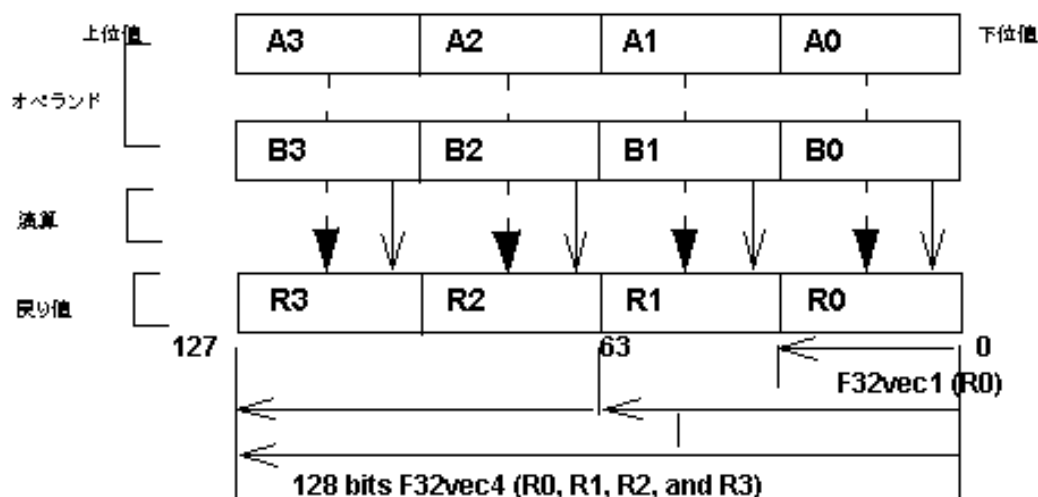 上位値 A3 A2 A1 A0 下位値
オペランド
B3 B2 B1 B0
演算
戻り値 R3 R2 R1 R0
127 63 0
F32vec1 (R0)
128 bits F32vec4 (R0, R1, R2, and R3)